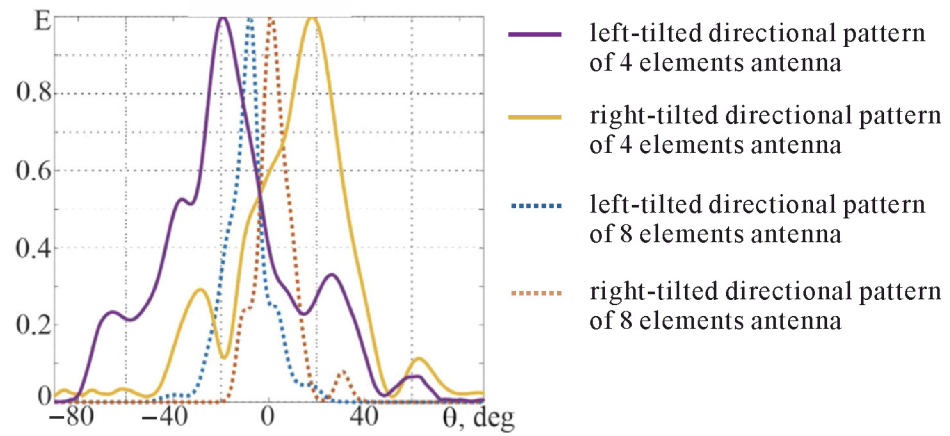 E
0.8
0.6
0.4
0.2
0
−80
−40
0
40
θ, deg
left-tilted directional pattern
of 4 elements antenna
right-tilted directional pattern
of 4 elements antenna
left-tilted directional pattern
of 8 elements antenna
right-tilted directional pattern
of 8 elements antenna